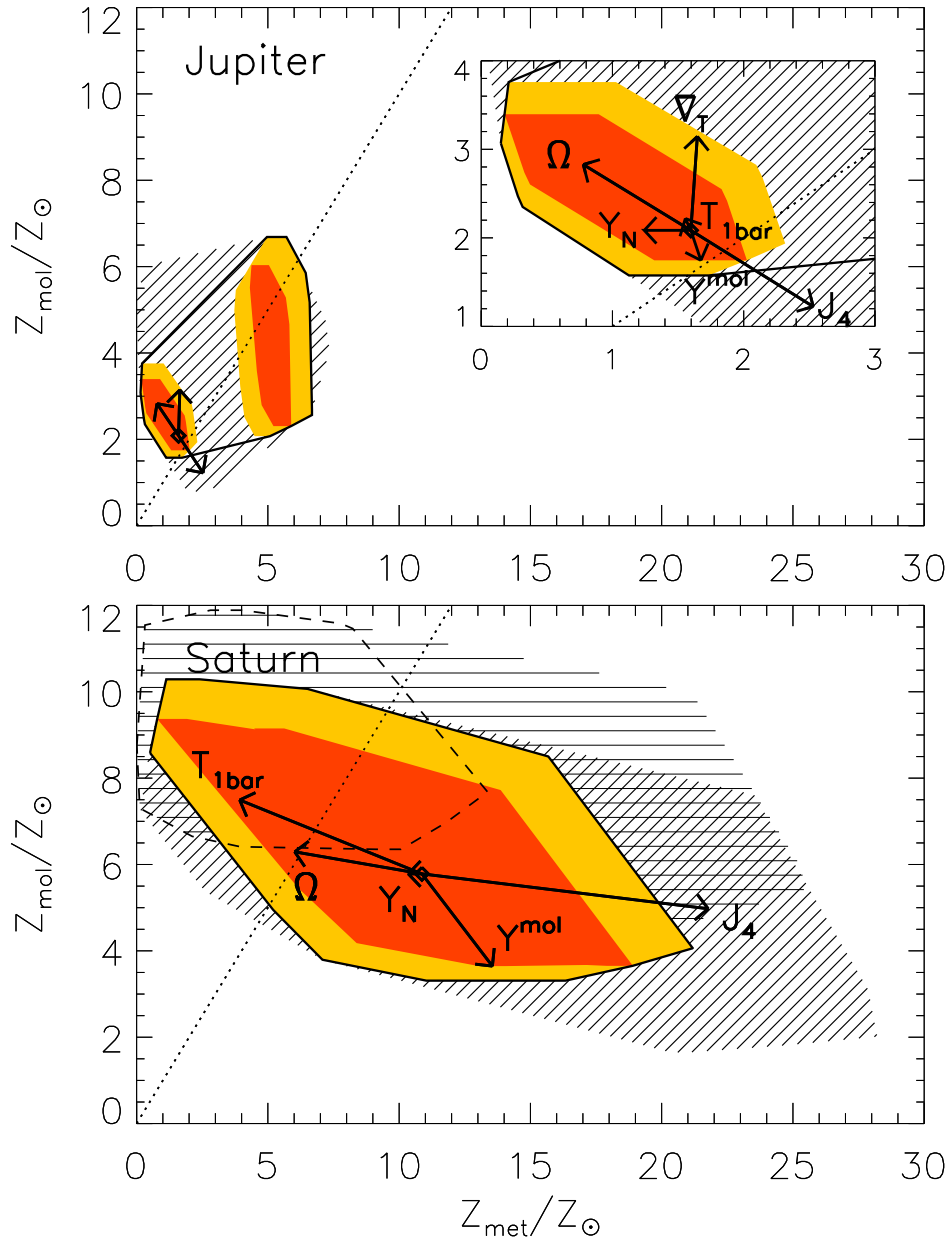 Jupiter
Z_mol/Z_⊙
12
10
8
6
4
2
0
0 5 10 15 20 25 30
4
3
2
1
0 1 2 3
∇_T
Ω
T_1bar
Y_N
Y^mol
J_4
Saturn
Z_mol/Z_⊙
12
10
8
6
4
2
0
T_1bar
Ω
Y_N
Y^mol
J_4
0 5 10 15 20 25 30
Z_met/Z_⊙